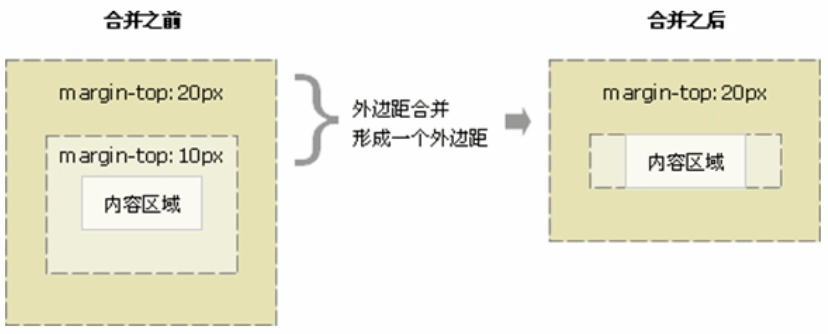 合并之前
合并之后
margin-top: 20px
margin-top: 10px
内容区域
外边距合并
形成一个外边距
margin-top: 20px
内容区域